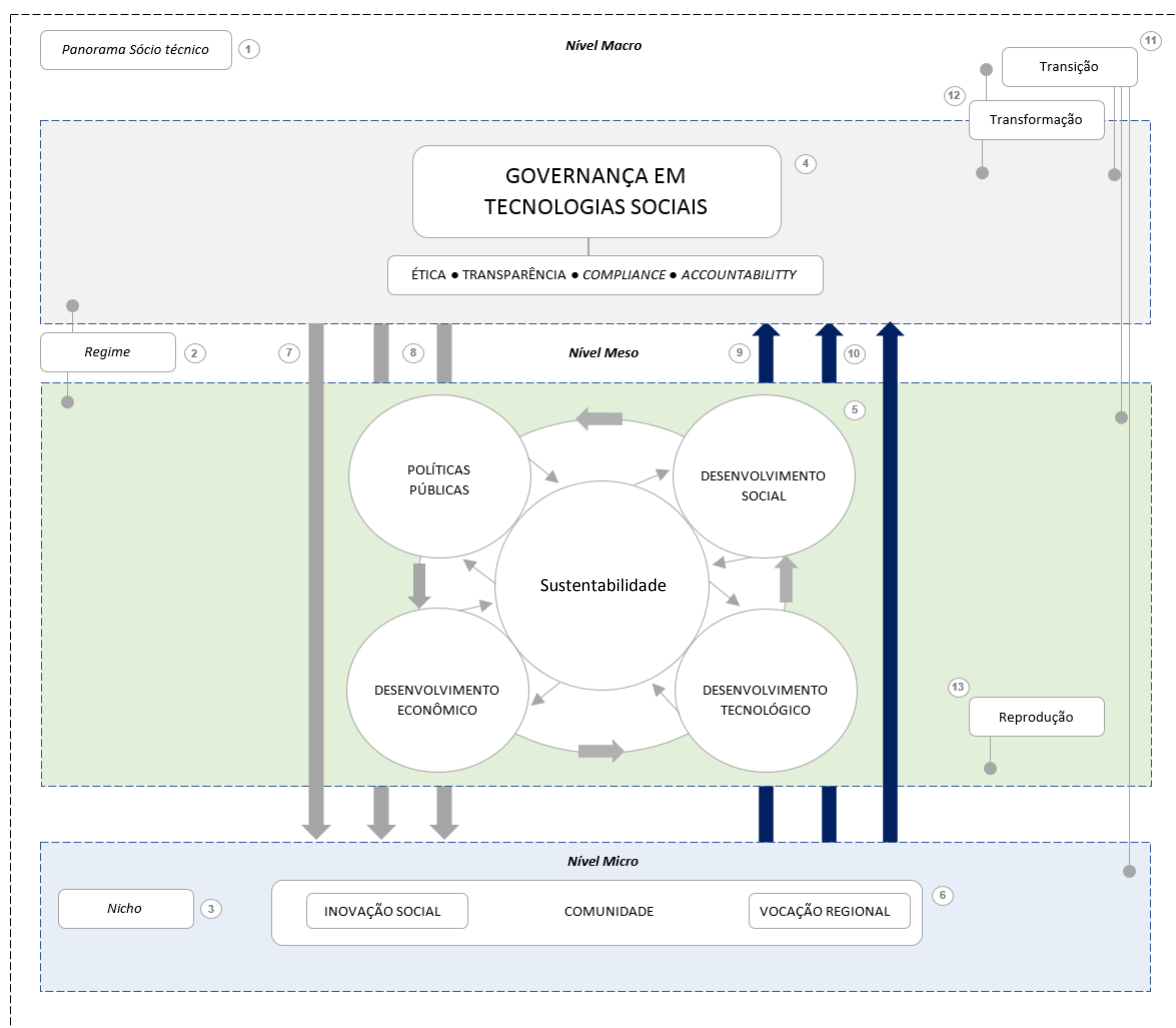 Panorama Sócio técnico
1
Nível Macro
11
Transição
12
Transformação
4
GOVERNANÇA EM
TECNOLOGIAS SOCIAIS
ÉTICA ● TRANSPARÊNCIA ● COMPLIANCE ● ACCOUNTABILITTY
Regime
2
7
8
Nível Meso
9
10
5
POLÍTICAS
PÚBLICAS
DESENVOLVIMENTO
SOCIAL
Sustentabilidade
DESENVOLVIMENTO
ECONÔMICO
DESENVOLVIMENTO
TECNOLÓGICO
13
Reprodução
Nível Micro
Nicho
3
INOVAÇÃO SOCIAL
COMUNIDADE
VOCAÇÃO REGIONAL
6